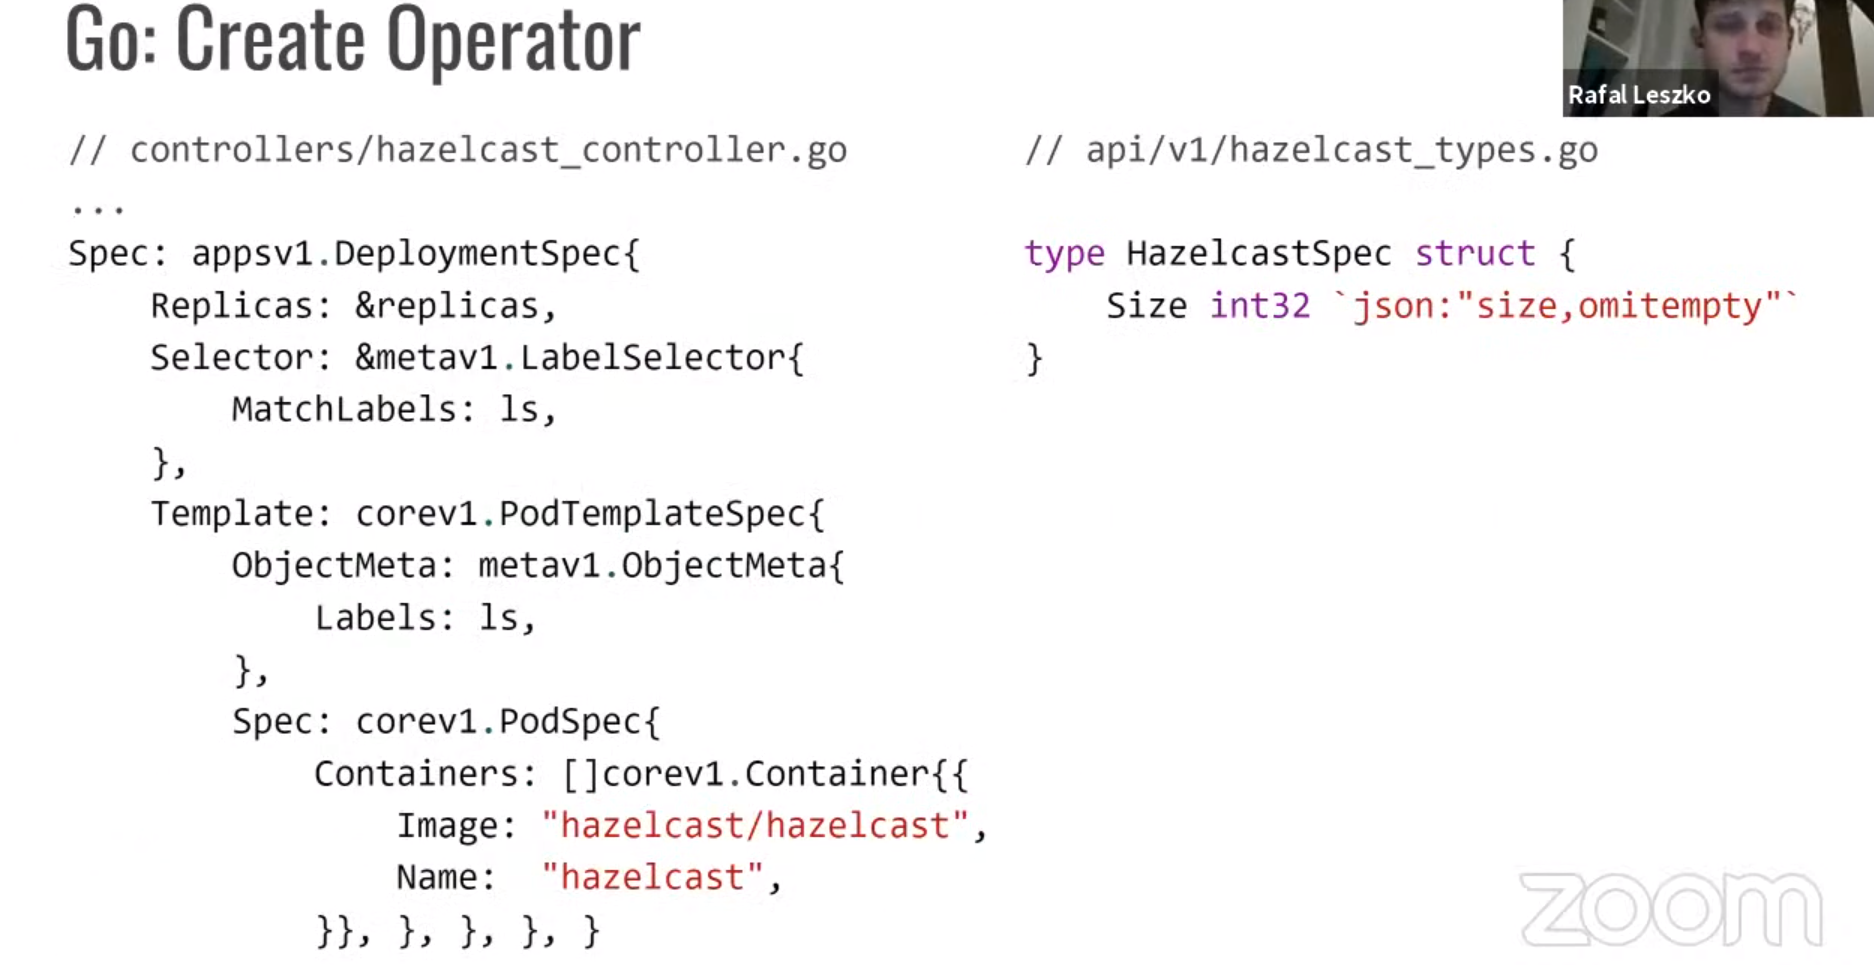 Go: Create Operator
Rafal Leszko
// controllers/hazelcast_controller.go
...
Spec: appsv1.DeploymentSpec{
Replicas: &replicas,
Selector: &metav1.LabelSelector{
MatchLabels: ls,
},
Template: corev1.PodTemplateSpec{
ObjectMeta: metav1.ObjectMeta{
Labels: ls,
},
Spec: corev1.PodSpec{
Containers: []corev1.Container{{
Image: "hazelcast/hazelcast",
Name: "hazelcast",
}}, }, }, }, }
// api/v1/hazelcast_types.go
type HazelcastSpec struct {
Size int32 `json:"size,omitempty"`
}
zoom